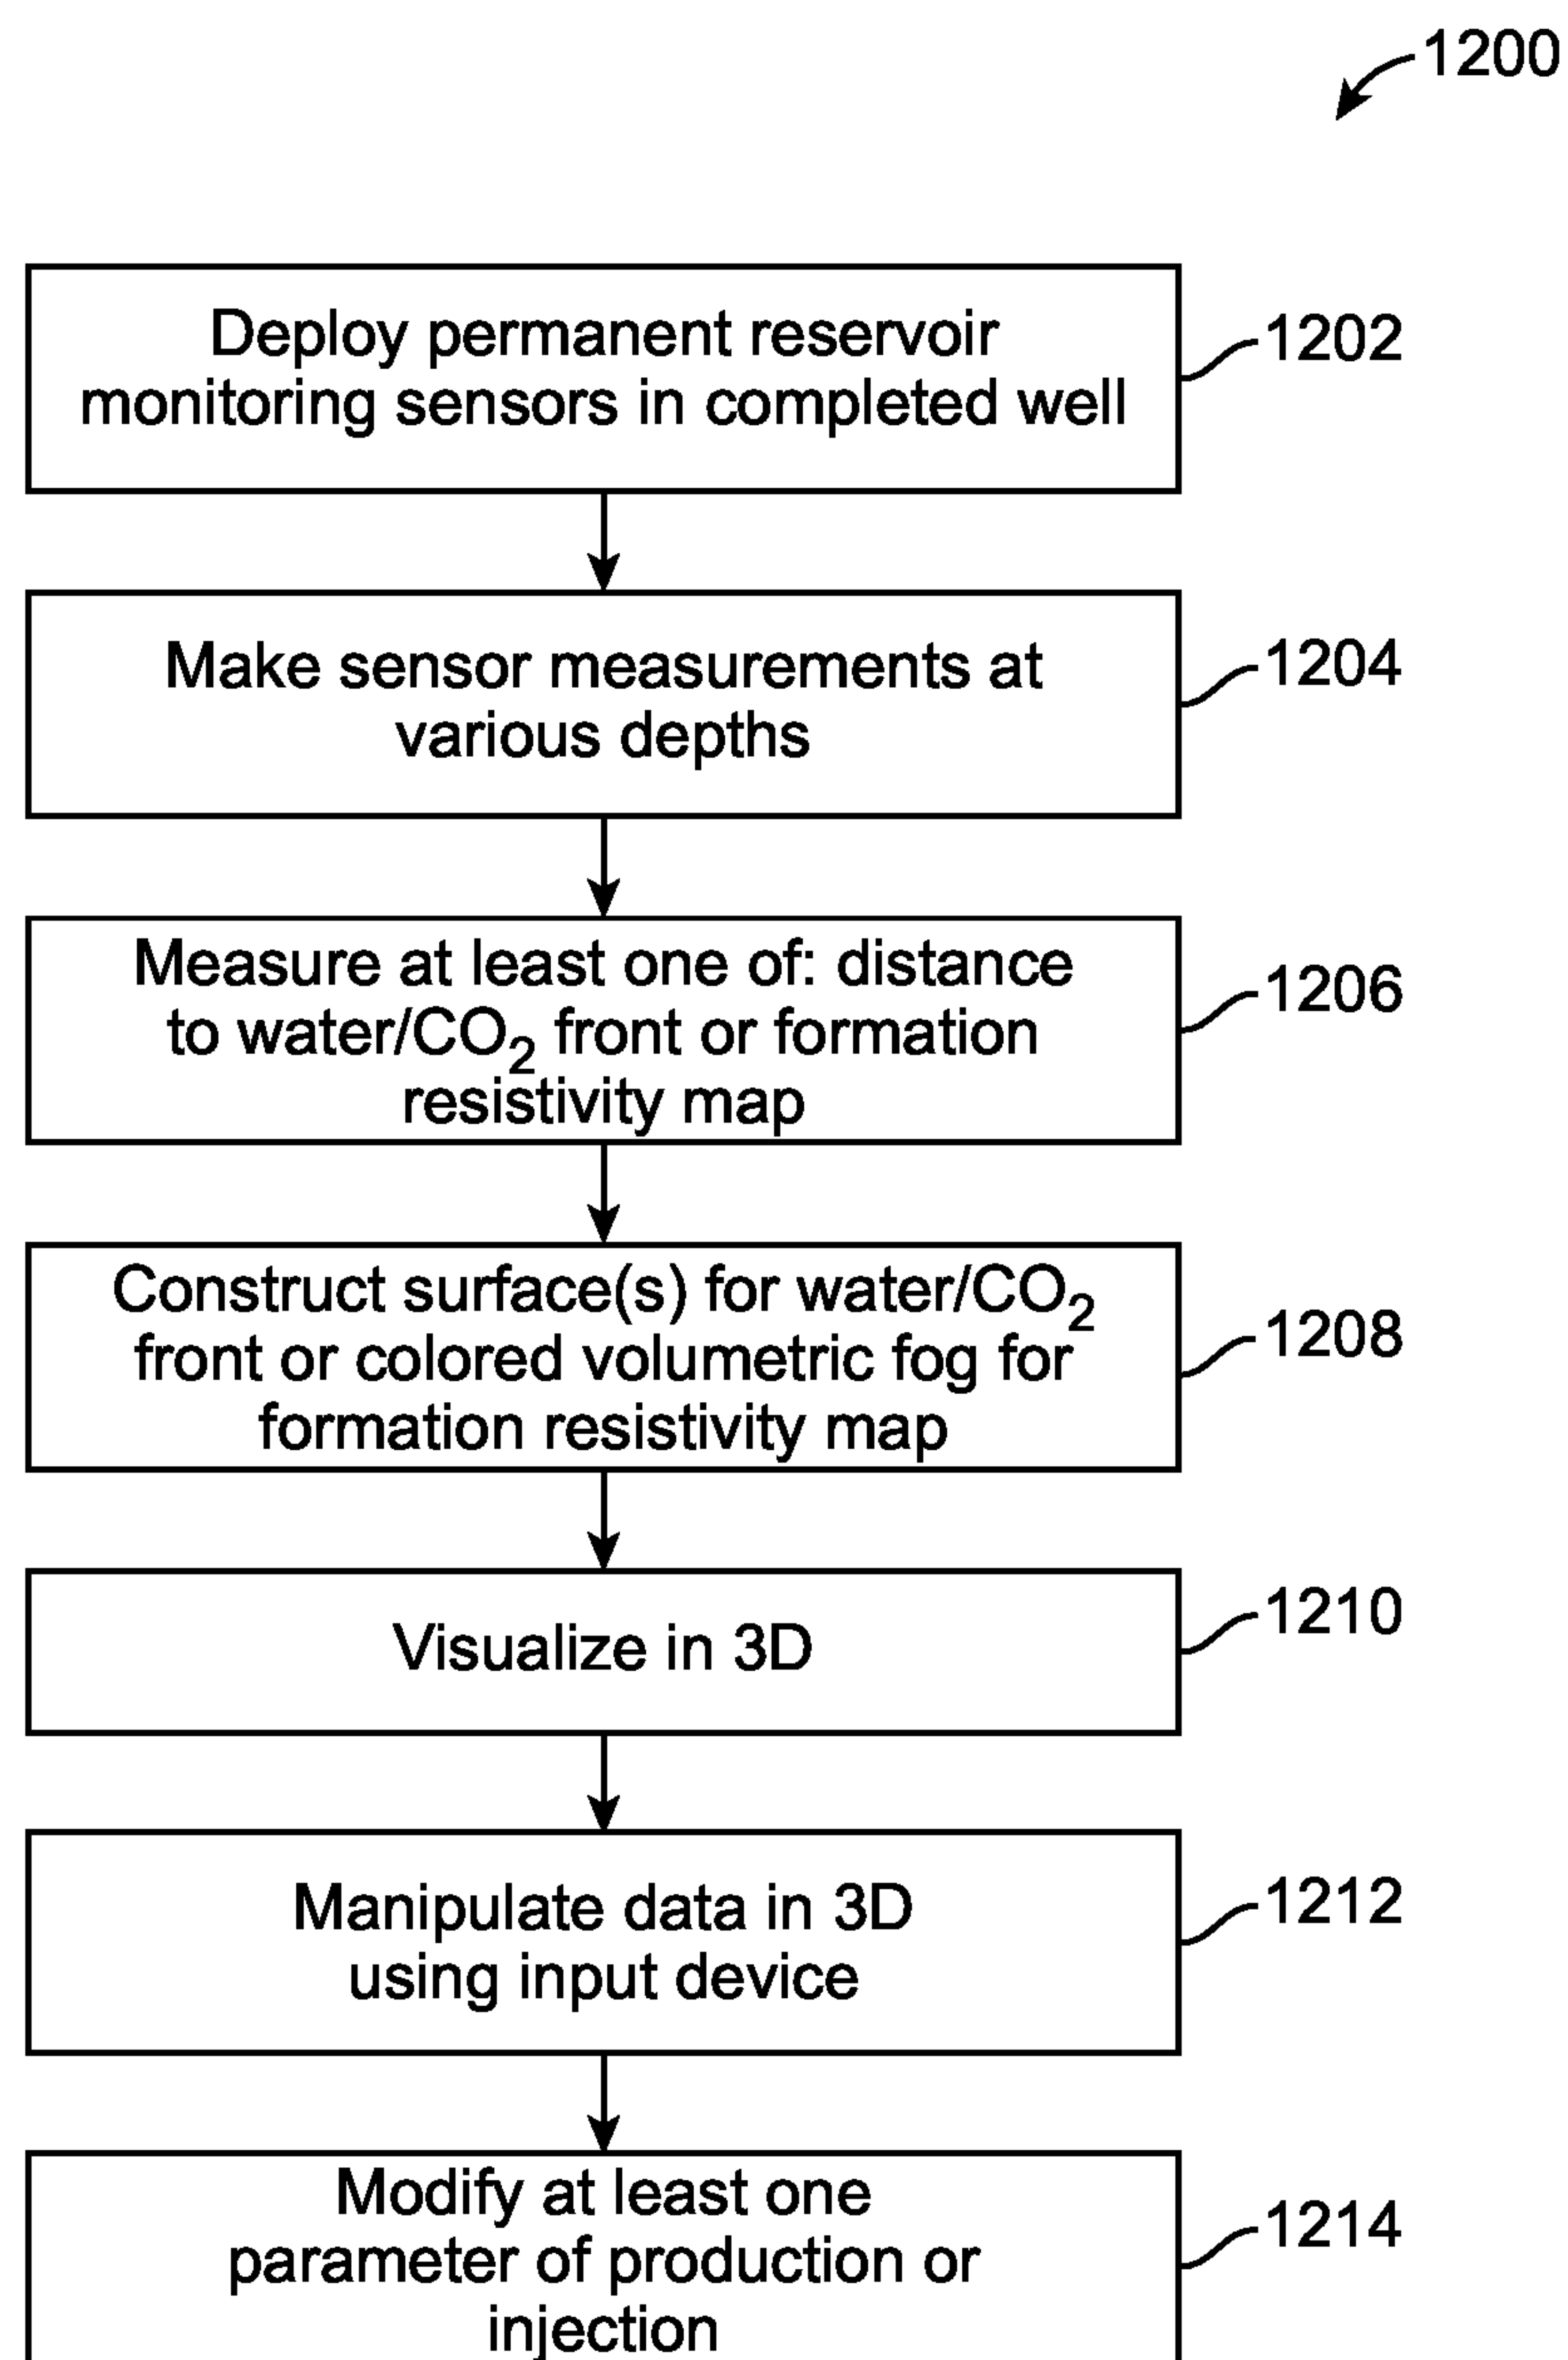 1200
Deploy permanent reservoir
monitoring sensors in completed well
1202
Make sensor measurements at
various depths
1204
Measure at least one of: distance
to water/CO₂ front or formation
resistivity map
1206
Construct surface(s) for water/CO₂
front or colored volumetric fog for
formation resistivity map
1208
Visualize in 3D
1210
Manipulate data in 3D
using input device
1212
Modify at least one
parameter of production or
injection
1214